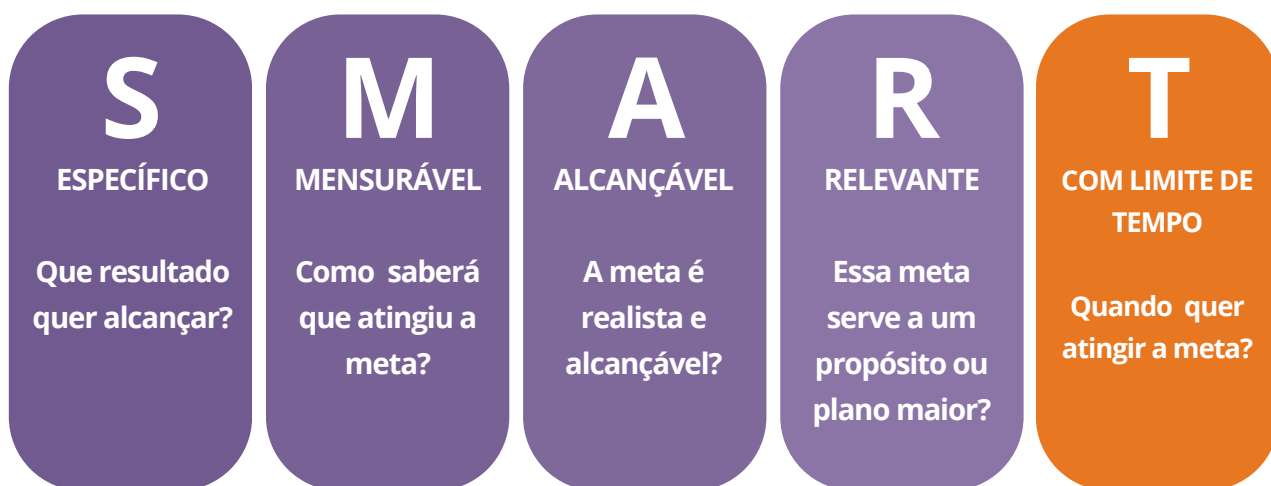 S
ESPECÍFICO
Que resultado
quer alcançar?
M
MENSURÁVEL
Como saberá
que atingiu a
meta?
A
ALCANÇÁVEL
A meta é
realista e
alcançável?
R
RELEVANTE
Essa meta
serve a um
propósito ou
plano maior?
T
COM LIMITE DE
TEMPO
Quando quer
atingir a meta?